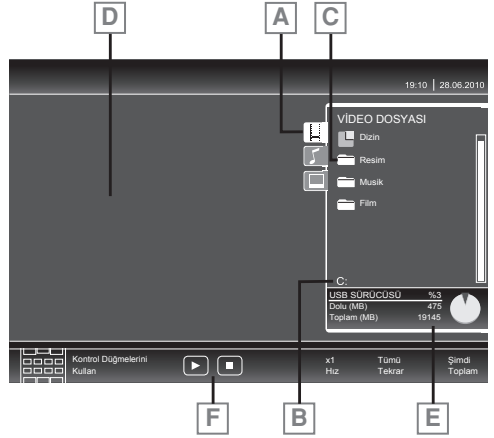 D
A
C
19:10 | 28.06.2010
VİDEO DOSYASI
Dizin
Resim
Musik
Film
C:
USB SÜRÜCÜSÜ %3
Dolu (MB) 475
Toplam (MB) 19145
Kontrol Düğmelerini
Kullan
x1
Hız
Tümü
Tekrar
Şimdi
Toplam
F
B
E